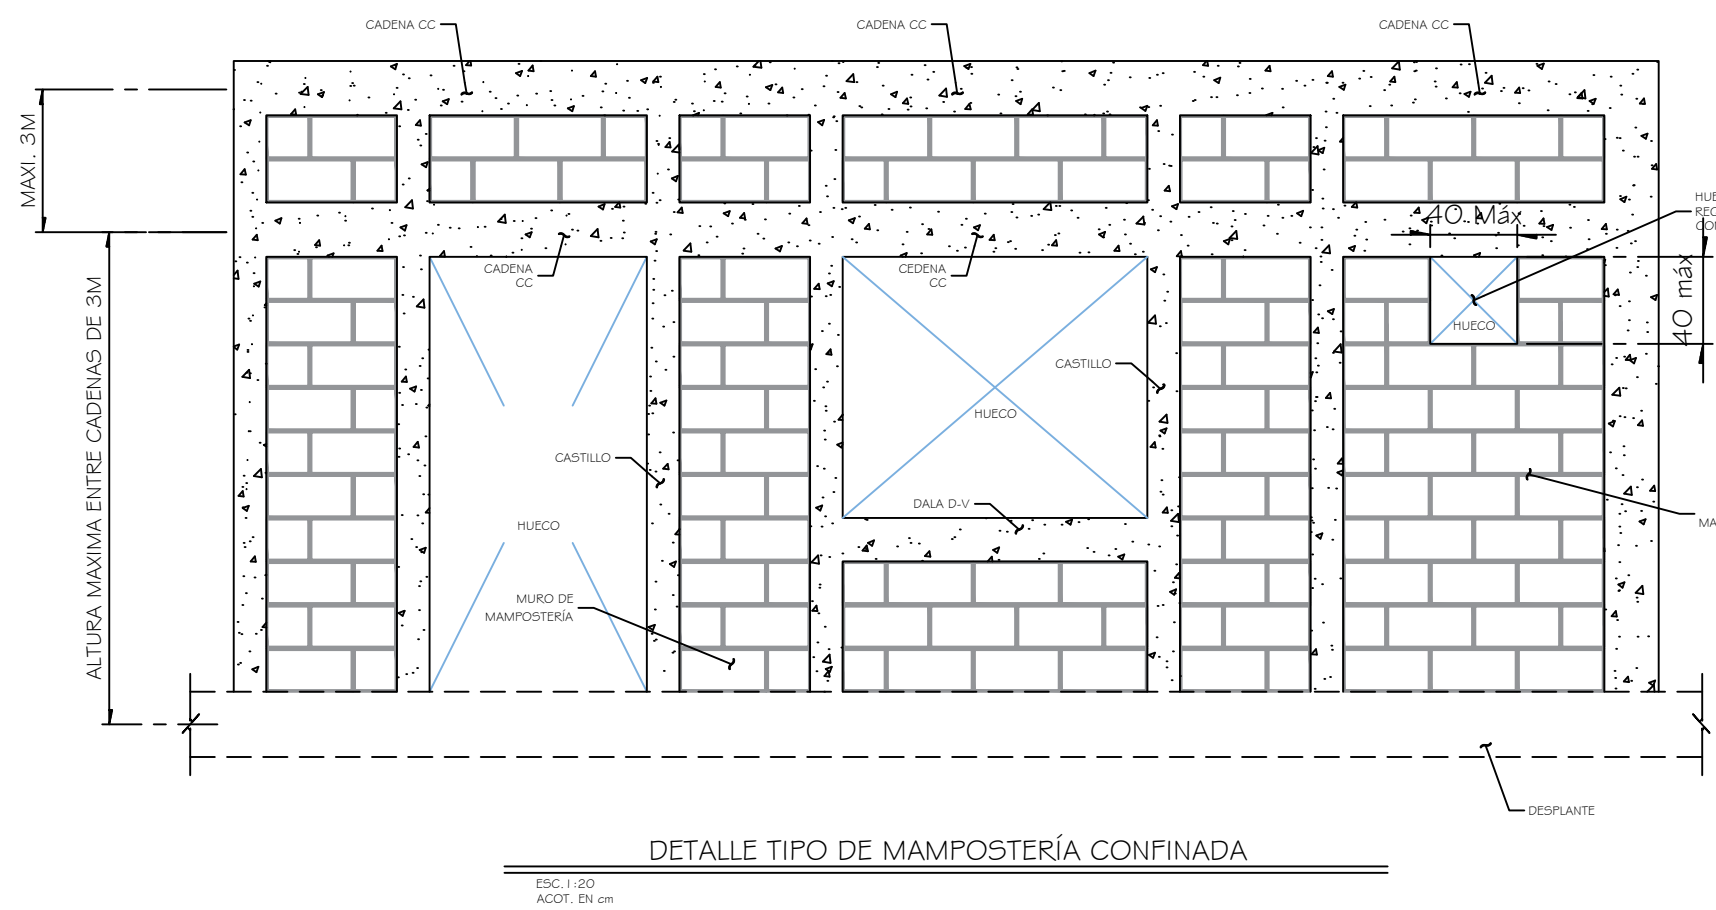 CADENA CC
CADENA CC
CADENA CC
MAXI. 3M
ALTURA MAXIMA ENTRE CADENAS DE 3M
40 Máx
40 máx
CADENA
CC
CEDENA
CC
HUECO
CASTILLO
HUECO
CASTILLO
DALA D-V
HUECO
MURO DE
MAMPOSTERÍA
DESPLANTE
DETALLE TIPO DE MAMPOSTERÍA CONFINADA
ESC. 1:20
ACOT. EN cm